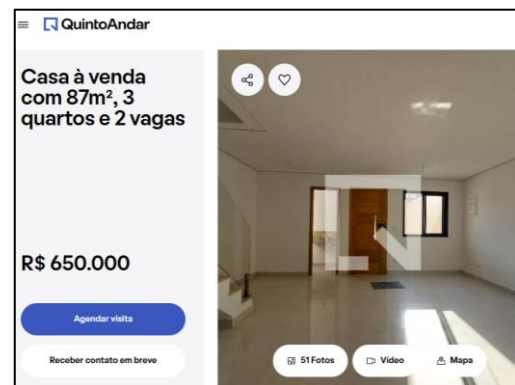 QuintoAndar
Casa à venda
com 87m², 3
quartos e 2 vagas
R$ 650.000
Agendar visita
Receber contato em breve
51 Fotos
Vídeo
Mapa